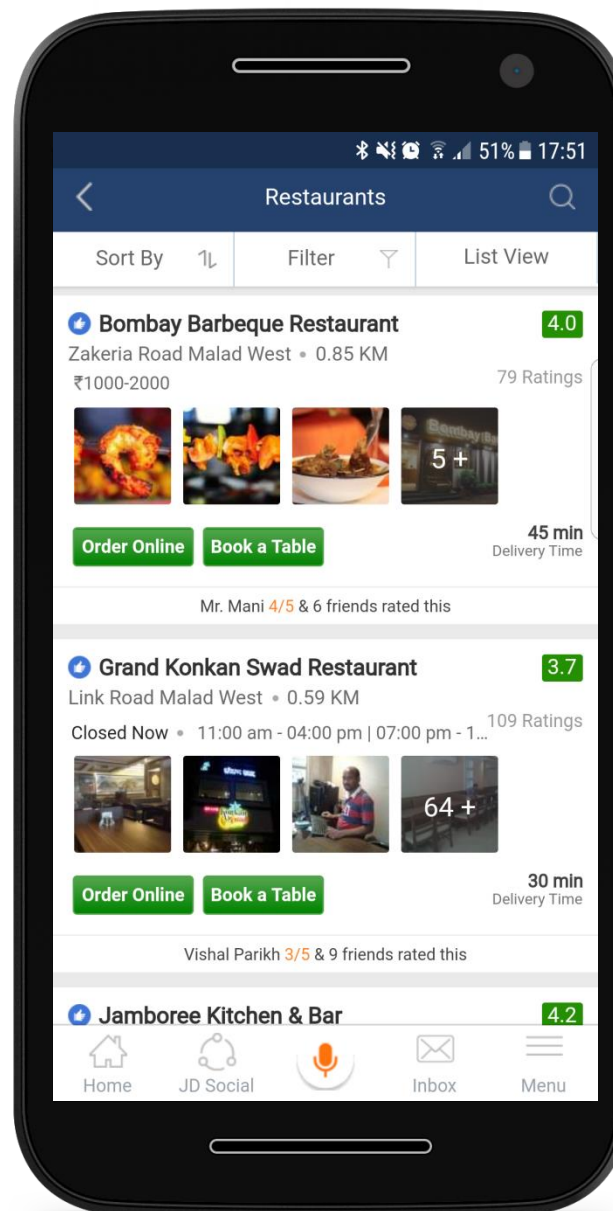 51% 17:51
Restaurants
Sort By Filter List View
Bombay Barbeque Restaurant 4.0
Zakeria Road Malad West • 0.85 KM
₹1000-2000 79 Ratings
Bombay Ba
5 +
Order Online Book a Table 45 min
Delivery Time
Mr. Mani 4/5 & 6 friends rated this
Grand Konkan Swad Restaurant 3.7
Link Road Malad West • 0.59 KM
Closed Now • 11:00 am - 04:00 pm | 07:00 pm - 1... 109 Ratings
64 +
Order Online Book a Table 30 min
Delivery Time
Vishal Parikh 3/5 & 9 friends rated this
Jamboree Kitchen & Bar 4.2
Home JD Social Inbox Menu